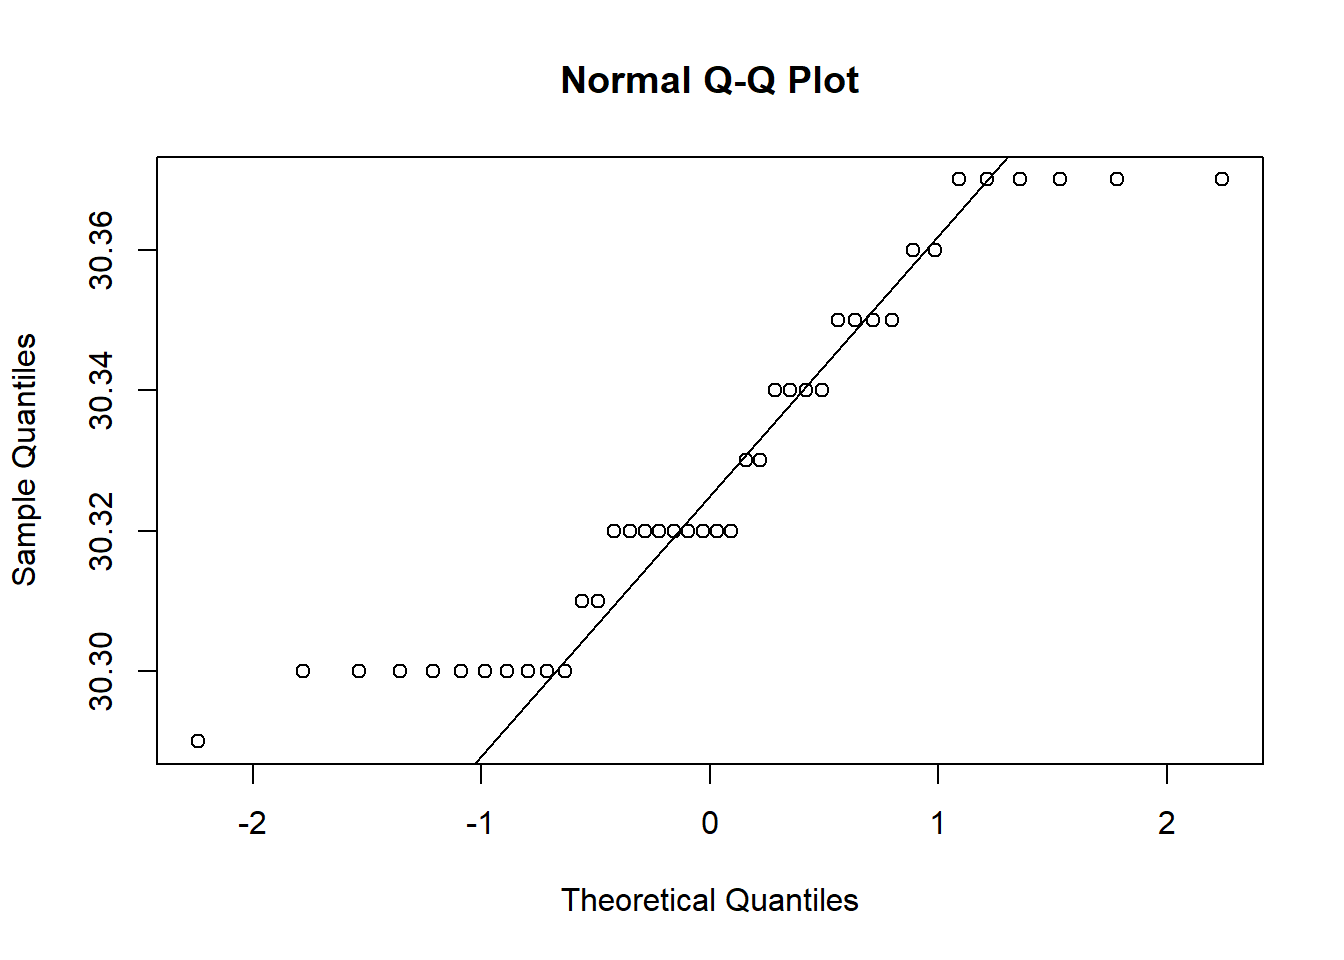 Normal Q-Q Plot
Sample Quantiles
30.36
30.34
30.32
30.30
-2 -1 0 1 2
Theoretical Quantiles